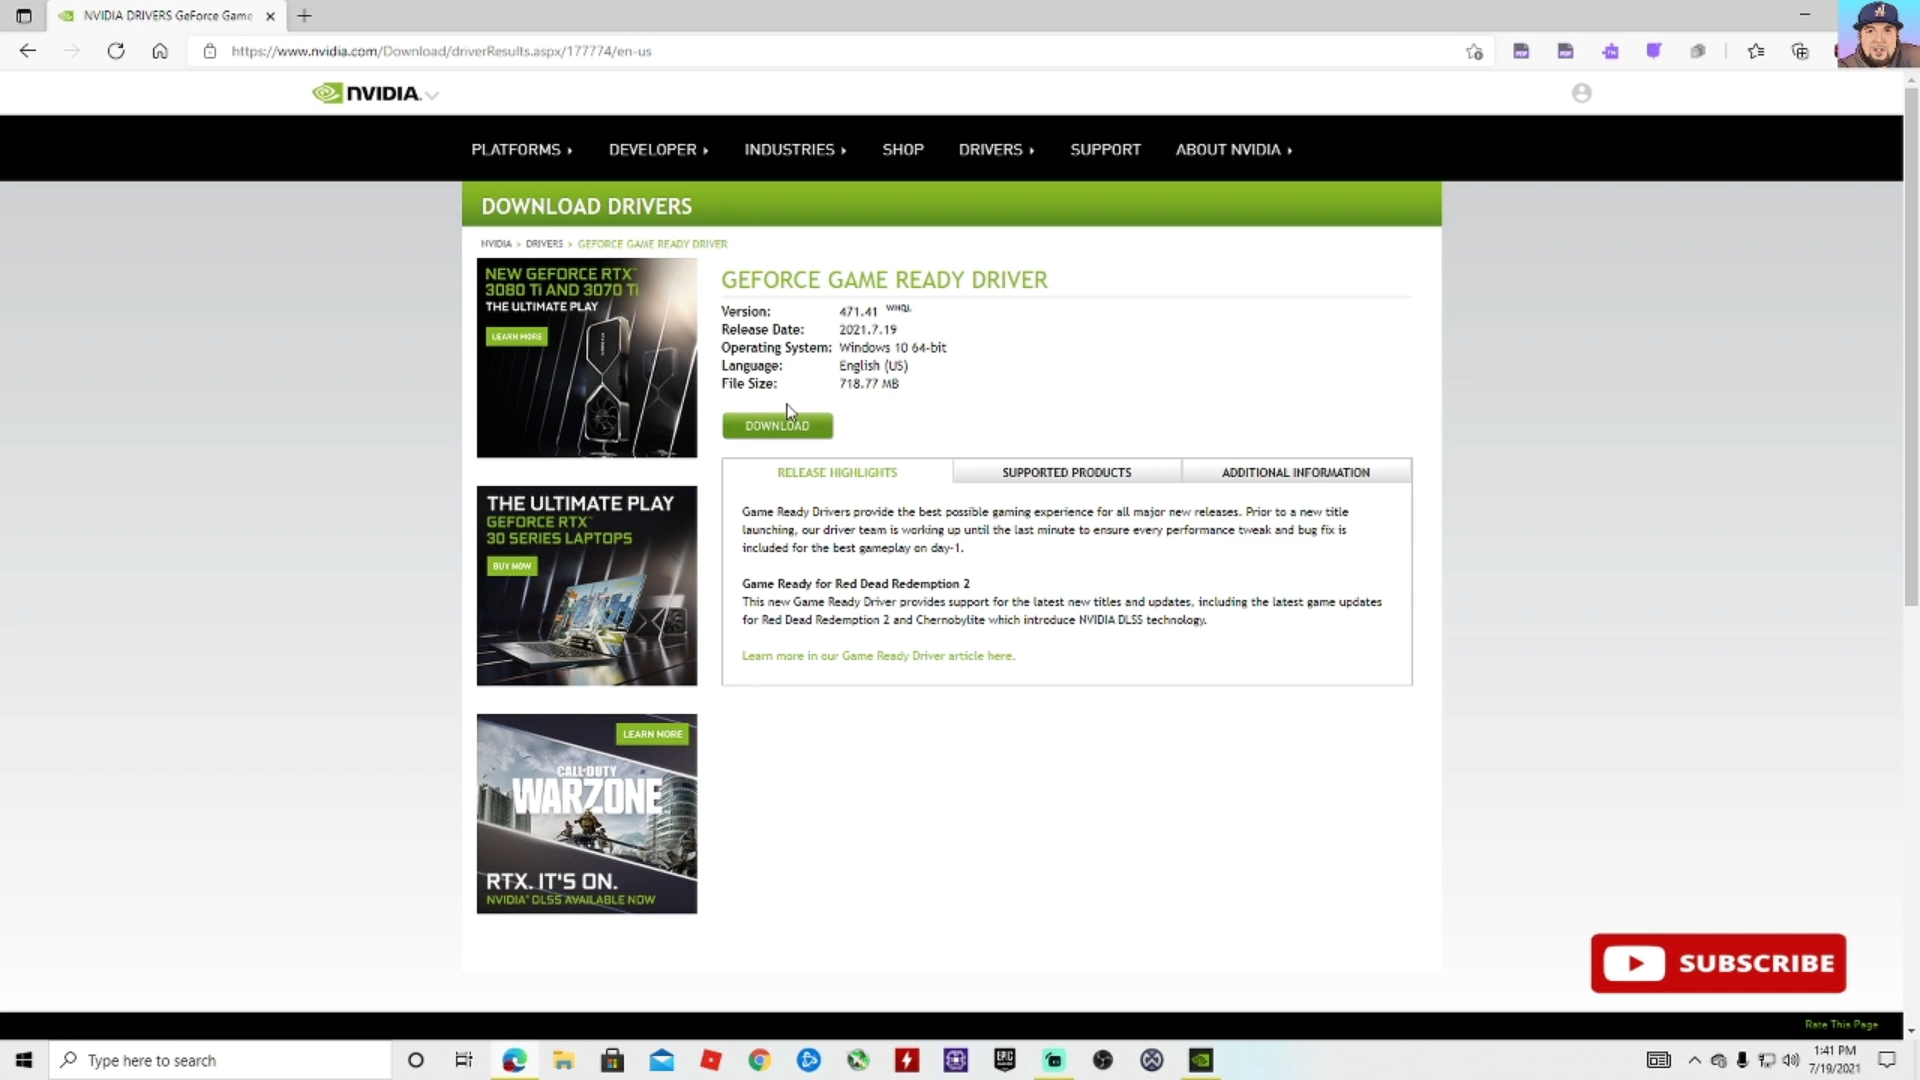 NVIDIA DRIVERS GeForce Game
https://www.nvidia.com/Download/driverResults.aspx/177774/en-us
NVIDIA.
PLATFORMS DEVELOPER INDUSTRIES SHOP DRIVERS SUPPORT ABOUT NVIDIA
DOWNLOAD DRIVERS
NVIDIA > DRIVERS > GEFORCE GAME READY DRIVER
NEW GEFORCE RTX™
3080 Ti AND 3070 Ti
THE ULTIMATE PLAY
LEARN MORE
GEFORCE GAME READY DRIVER
Version: 471.41 WHQL
Release Date: 2021.7.19
Operating System: Windows 10 64-bit
Language: English (US)
File Size: 718.77 MB
DOWNLOAD
RELEASE HIGHLIGHTS SUPPORTED PRODUCTS ADDITIONAL INFORMATION
Game Ready Drivers provide the best possible gaming experience for all major new releases. Prior to a new title
launching, our driver team is working up until the last minute to ensure every performance tweak and bug fix is
included for the best gameplay on day-1.
Game Ready for Red Dead Redemption 2
This new Game Ready Driver provides support for the latest new titles and updates, including the latest game updates
for Red Dead Redemption 2 and Chernobylite which introduce NVIDIA DLSS technology.
Learn more in our Game Ready Driver article here.
THE ULTIMATE PLAY
GEFORCE RTX™
30 SERIES LAPTOPS
BUY NOW
LEARN MORE
CALL·DUTY
WARZONE
RTX. IT'S ON.
NVIDIA® DLSS AVAILABLE NOW
SUBSCRIBE
Rate This Page
Type here to search
EPIC
1:41 PM
7/19/2021